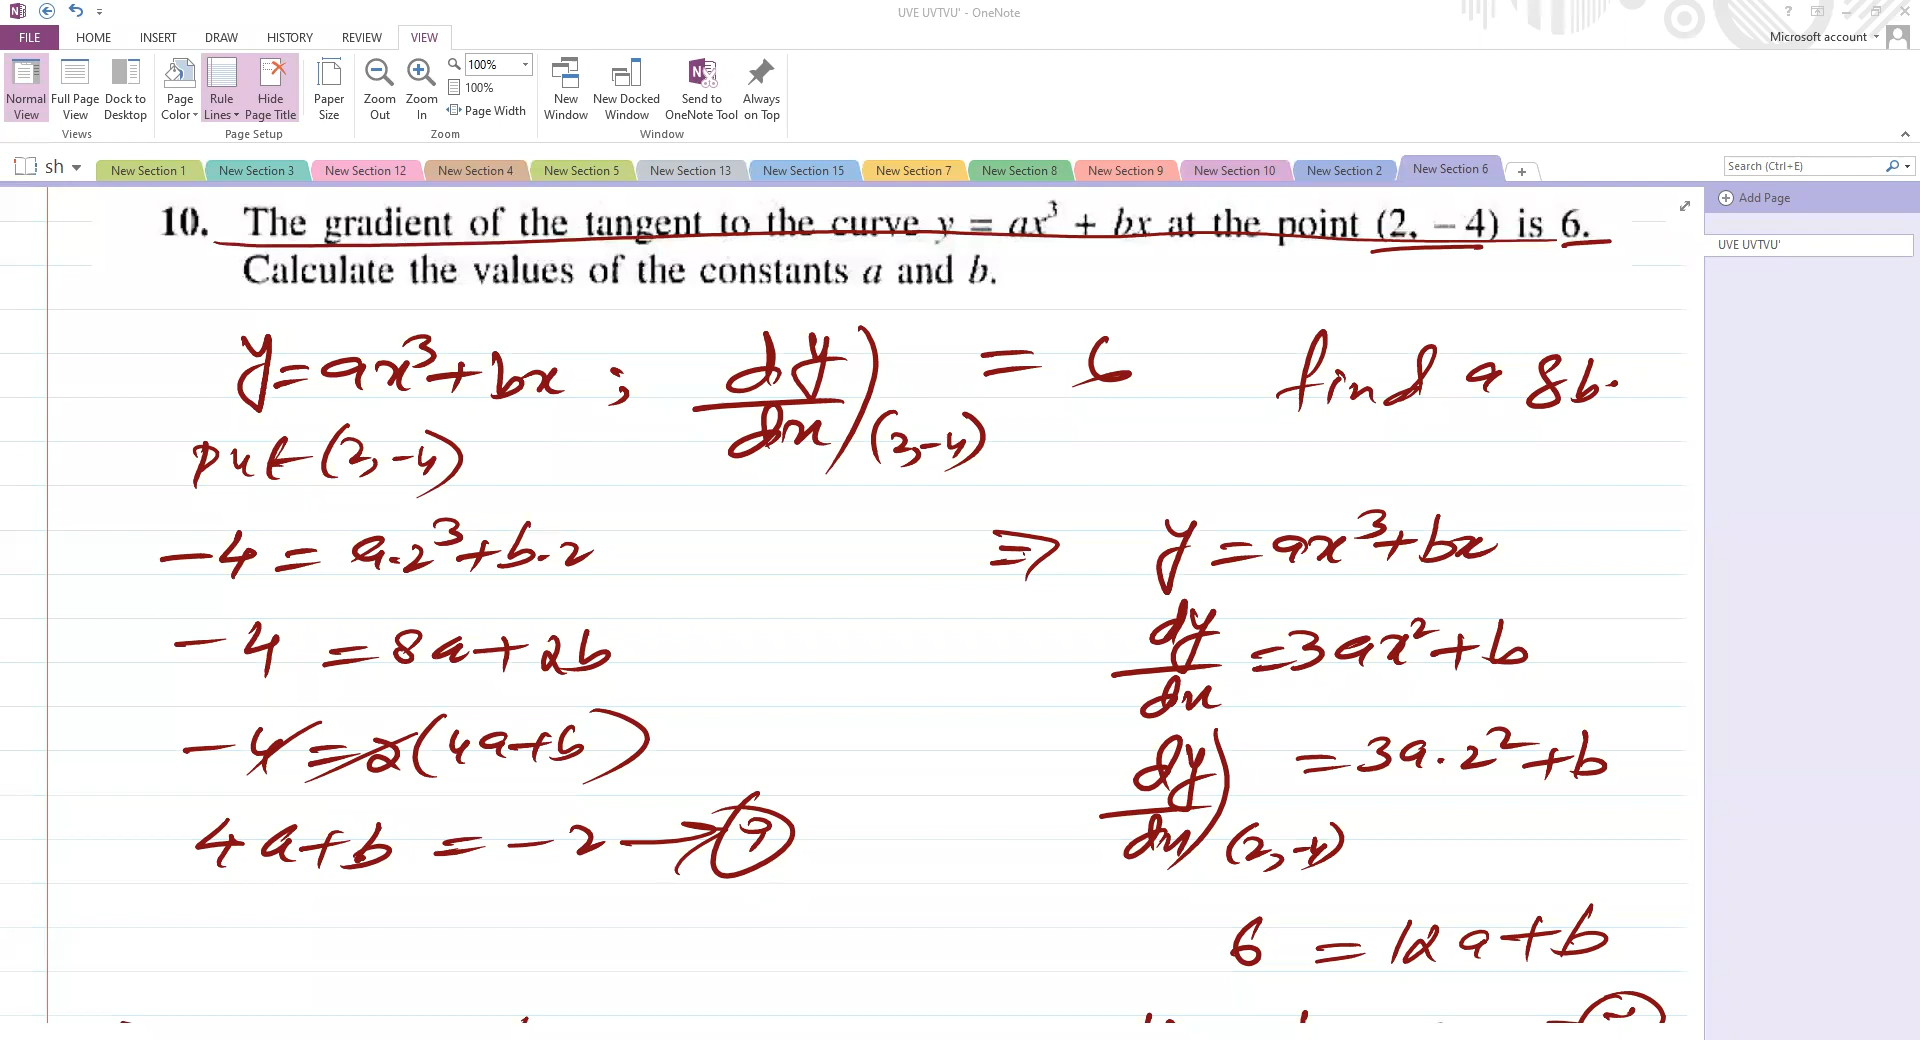 UVE UVTVU' - OneNote
Microsoft account
FILE HOME INSERT DRAW HISTORY REVIEW VIEW
Normal View
Full Page View
Dock to Desktop
Views
Page Color
Rule Lines
Hide Page Title
Paper Size
Page Setup
Zoom Out
Zoom In
100%
100%
Page Width
Zoom
New Window
New Docked Window
Send to OneNote Tool
Always on Top
Window
sh
New Section 1 New Section 3 New Section 12 New Section 4 New Section 5 New Section 13 New Section 15 New Section 7 New Section 8 New Section 9 New Section 10 New Section 2 New Section 6
Search (Ctrl+E)
Add Page
UVE UVTVU'
10. The gradient of the tangent to the curve y = ax³ + bx at the point (2, – 4) is 6.
Calculate the values of the constants a and b.
y=ax³+bx ; dy/dx)(2,-4) = 6 find a & b.
put (2,-4)
-4 = a.2³+b.2
-4 = 8a+2b
-4 = 2(4a+b)
4a+b = -2 →
⇒ y=ax³+bx
dy/dx = 3ax²+b
dy/dx)(2,-4) = 3a.2²+b
6 = 12a+b